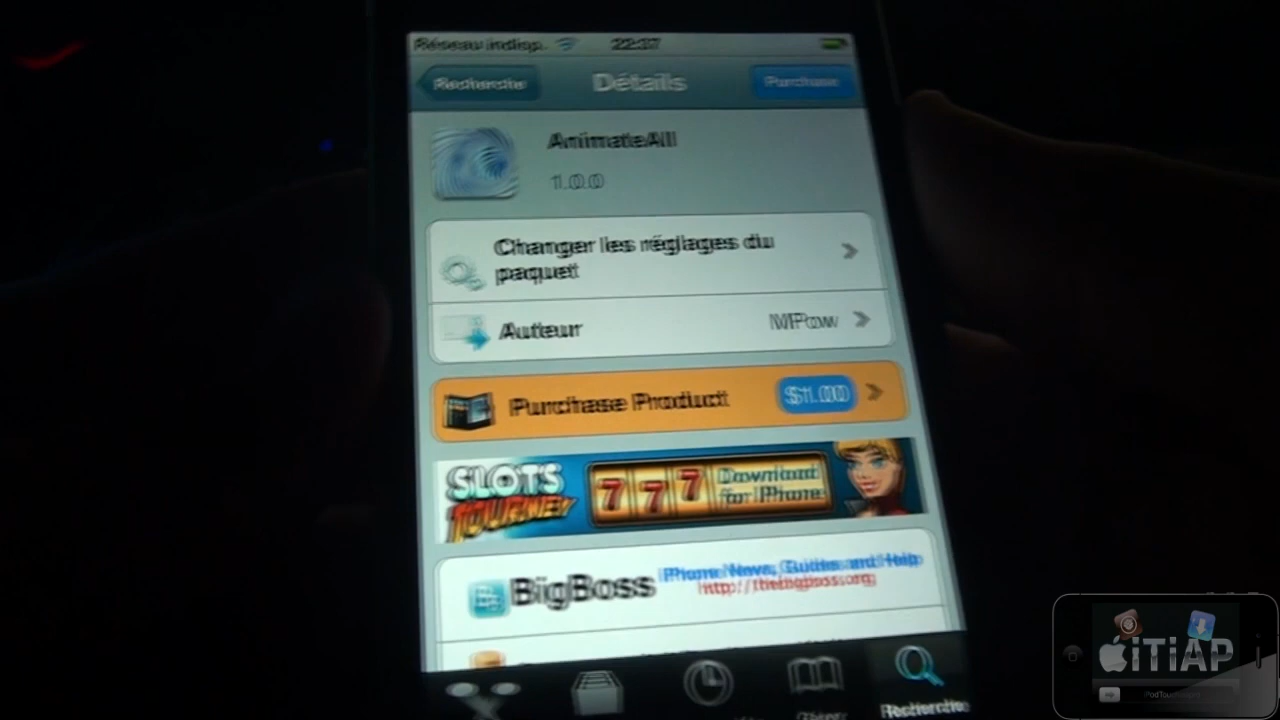 Réseau indisp. 22:37
Recherche Détails Purchase
AnimateAll
1.0.0
Changer les réglages du
paquet
Auteur MPow
Purchase Product $1.00
SLOTS
TOURNEY
777
Download
for iPhone
BigBoss
iPhone News, Guides and Help
http://thebigboss.org
Recherche
iTiAP